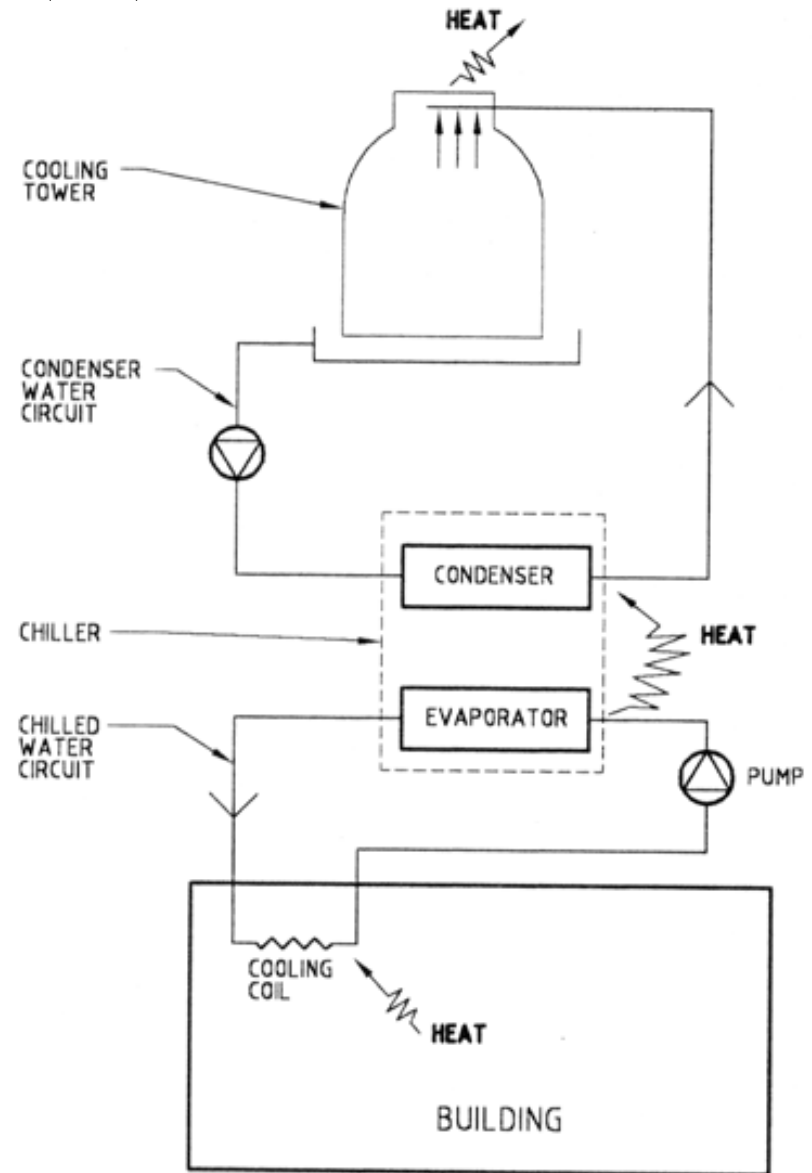 HEAT
COOLING
TOWER
CONDENSER
WATER
CIRCUIT
CONDENSER
CHILLER
HEAT
EVAPORATOR
CHILLED
WATER
CIRCUIT
PUMP
COOLING
COIL
HEAT
BUILDING